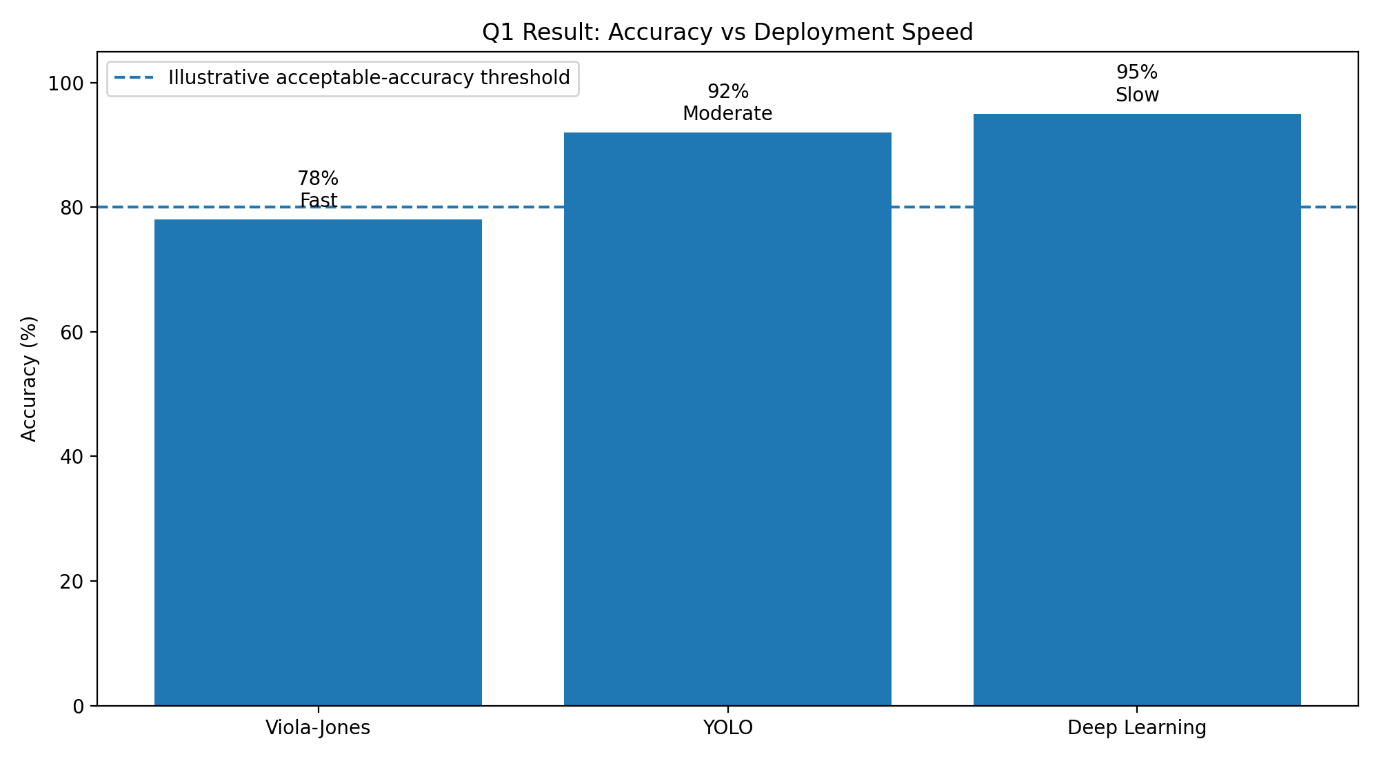 Q1 Result: Accuracy vs Deployment Speed
Illustrative acceptable-accuracy threshold
78%
Fast
92%
Moderate
95%
Slow
Accuracy (%)
100
80
60
40
20
0
Viola-Jones
YOLO
Deep Learning